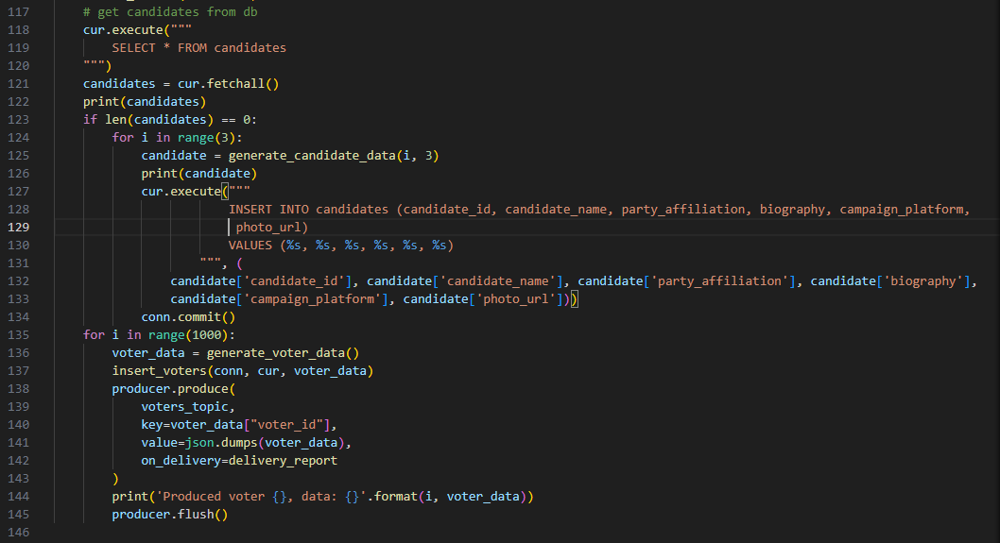 117 # get candidates from db
118 cur.execute("""
119 SELECT * FROM candidates
120 """)
121 candidates = cur.fetchall()
122 print(candidates)
123 if len(candidates) == 0:
124 for i in range(3):
125 candidate = generate_candidate_data(i, 3)
126 print(candidate)
127 cur.execute("""
128 INSERT INTO candidates (candidate_id, candidate_name, party_affiliation, biography, campaign_platform,
129 photo_url)
130 VALUES (%s, %s, %s, %s, %s, %s)
131 """, (
132 candidate['candidate_id'], candidate['candidate_name'], candidate['party_affiliation'], candidate['biography'],
133 candidate['campaign_platform'], candidate['photo_url']))
134 conn.commit()
135 for i in range(1000):
136 voter_data = generate_voter_data()
137 insert_voters(conn, cur, voter_data)
138 producer.produce(
139 voters_topic,
140 key=voter_data["voter_id"],
141 value=json.dumps(voter_data),
142 on_delivery=delivery_report
143 )
144 print('Produced voter {}, data: {}'.format(i, voter_data))
145 producer.flush()
146